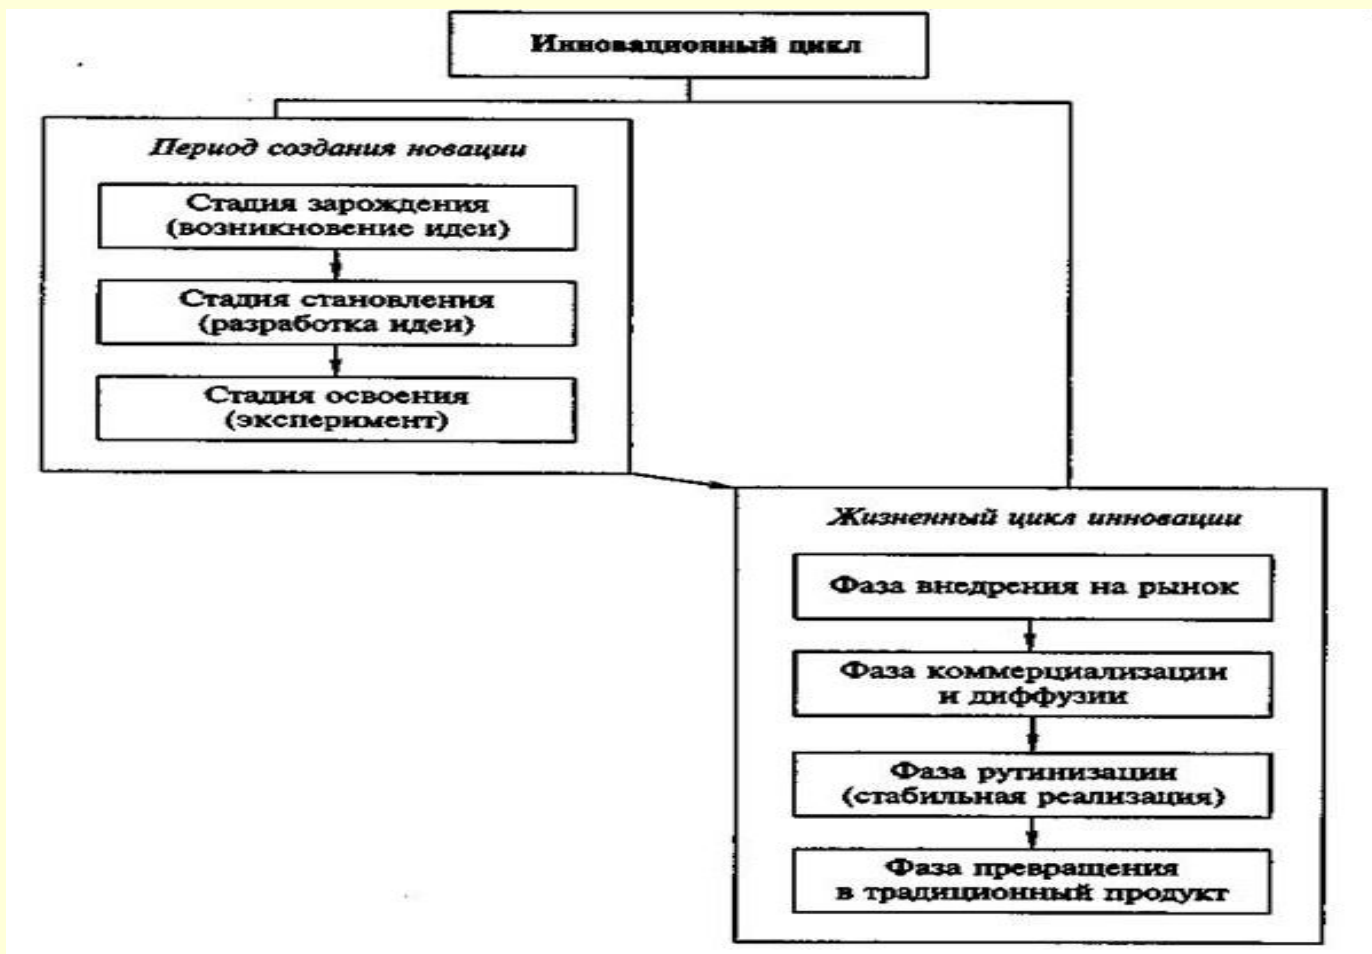 Инновационный цикл
Период создания новации
Стадия зарождения
(возникновение идеи)
Стадия становления
(разработка идеи)
Стадия освоения
(эксперимент)
Жизненный цикл инновации
Фаза внедрения на рынок
Фаза коммерциализации
и диффузии
Фаза рутинизации
(стабильная реализация)
Фаза превращения
в традиционный продукт